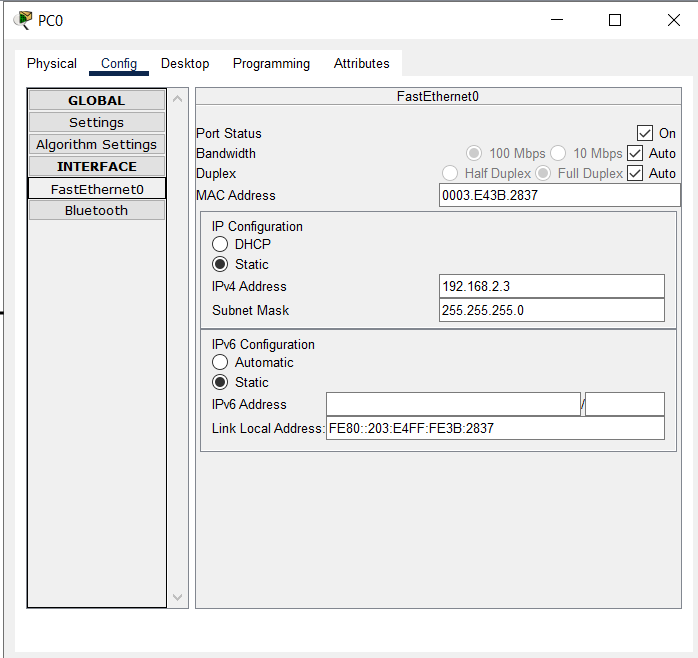 PC0
Physical Config Desktop Programming Attributes
GLOBAL
Settings
Algorithm Settings
INTERFACE
FastEthernet0
Bluetooth
FastEthernet0
Port Status On
Bandwidth 100 Mbps 10 Mbps Auto
Duplex Half Duplex Full Duplex Auto
MAC Address 0003.E43B.2837
IP Configuration
DHCP
Static
IPv4 Address 192.168.2.3
Subnet Mask 255.255.255.0
IPv6 Configuration
Automatic
Static
IPv6 Address /
Link Local Address: FE80::203:E4FF:FE3B:2837